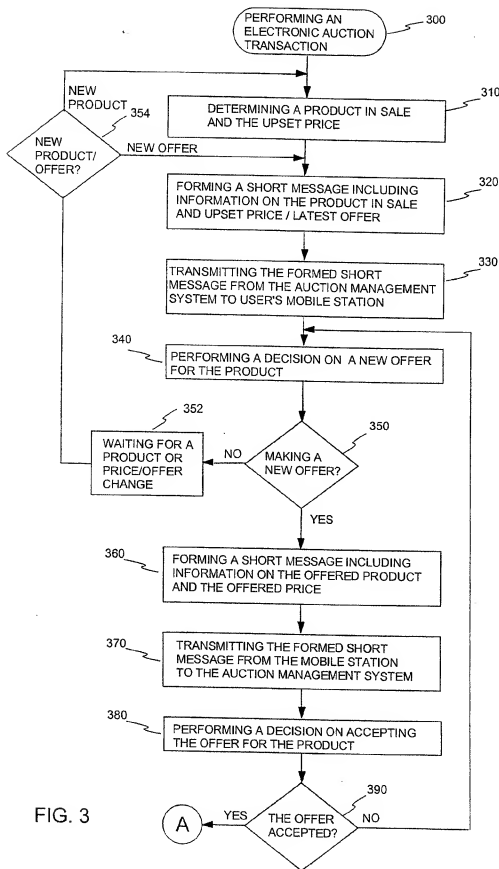 PERFORMING AN
ELECTRONIC AUCTION
TRANSACTION
300
NEW
PRODUCT
354
310
DETERMINING A PRODUCT IN SALE
AND THE UPSET PRICE
NEW
PRODUCT/
OFFER?
NEW OFFER
320
FORMING A SHORT MESSAGE INCLUDING
INFORMATION ON THE PRODUCT IN SALE
AND UPSET PRICE / LATEST OFFER
330
TRANSMITTING THE FORMED SHORT
MESSAGE FROM THE AUCTION MANAGEMENT
SYSTEM TO USER'S MOBILE STATION
340
PERFORMING A DECISION ON A NEW OFFER
FOR THE PRODUCT
352
350
WAITING FOR A
PRODUCT OR
PRICE/OFFER
CHANGE
NO
MAKING A
NEW OFFER?
YES
360
FORMING A SHORT MESSAGE INCLUDING
INFORMATION ON THE OFFERED PRODUCT
AND THE OFFERED PRICE
370
TRANSMITTING THE FORMED SHORT
MESSAGE FROM THE MOBILE STATION
TO THE AUCTION MANAGEMENT SYSTEM
380
PERFORMING A DECISION ON ACCEPTING
THE OFFER FOR THE PRODUCT
390
FIG. 3
A
YES
THE OFFER
ACCEPTED?
NO